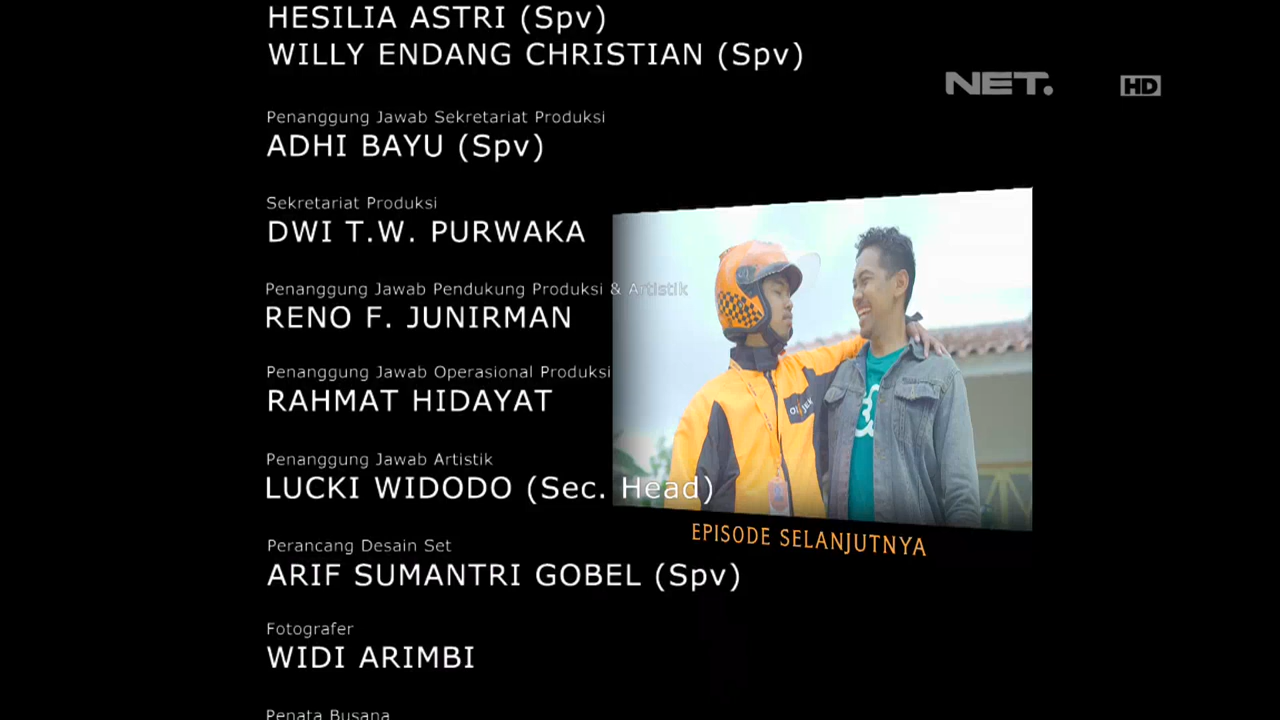 HESILIA ASTRI (Spv)
WILLY ENDANG CHRISTIAN (Spv)
NET.
HD
Penanggung Jawab Sekretariat Produksi
ADHI BAYU (Spv)
Sekretariat Produksi
DWI T.W. PURWAKA
Penanggung Jawab Pendukung Produksi & Artistik
RENO F. JUNIRMAN
Penanggung Jawab Operasional Produksi
RAHMAT HIDAYAT
Penanggung Jawab Artistik
LUCKI WIDODO (Sec. Head)
EPISODE SELANJUTNYA
Perancang Desain Set
ARIF SUMANTRI GOBEL (Spv)
Fotografer
WIDI ARIMBI
Penata Busana